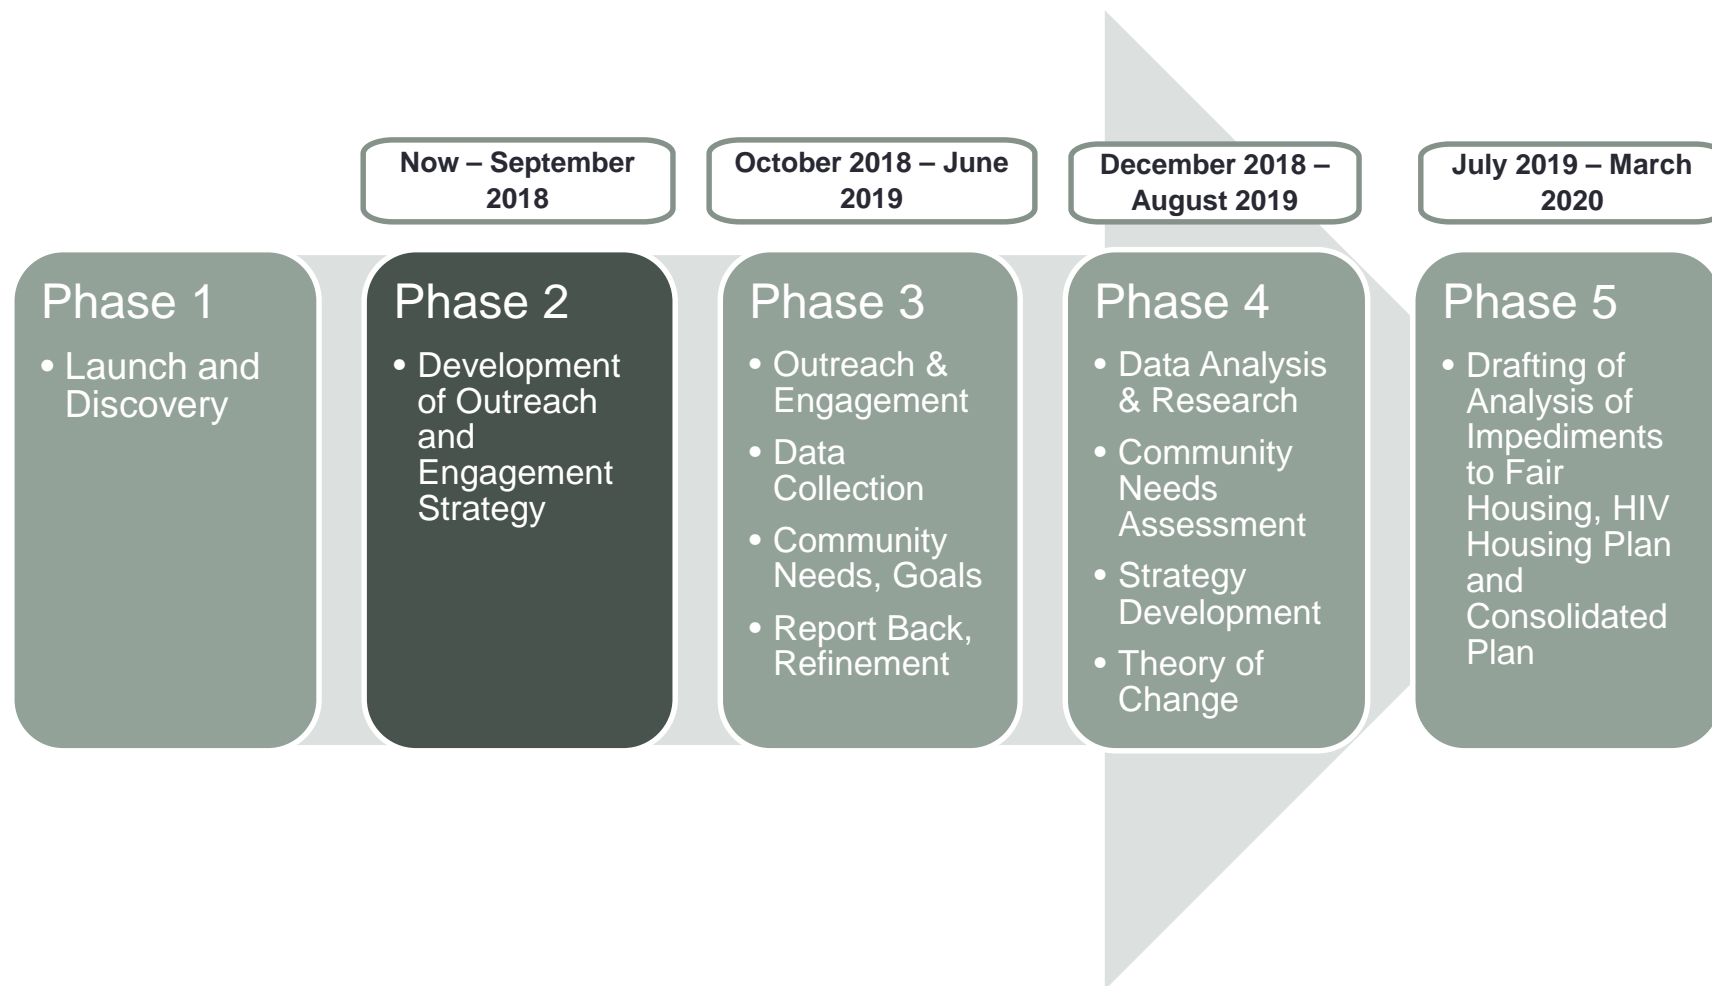 Now – September
2018
October 2018 – June
2019
December 2018 –
August 2019
July 2019 – March
2020
Phase 1
• Launch and
Discovery
Phase 2
• Development
of Outreach
and
Engagement
Strategy
Phase 3
• Outreach &
Engagement
• Data
Collection
• Community
Needs, Goals
• Report Back,
Refinement
Phase 4
• Data Analysis
& Research
• Community
Needs
Assessment
• Strategy
Development
• Theory of
Change
Phase 5
• Drafting of
Analysis of
Impediments
to Fair
Housing, HIV
Housing Plan
and
Consolidated
Plan